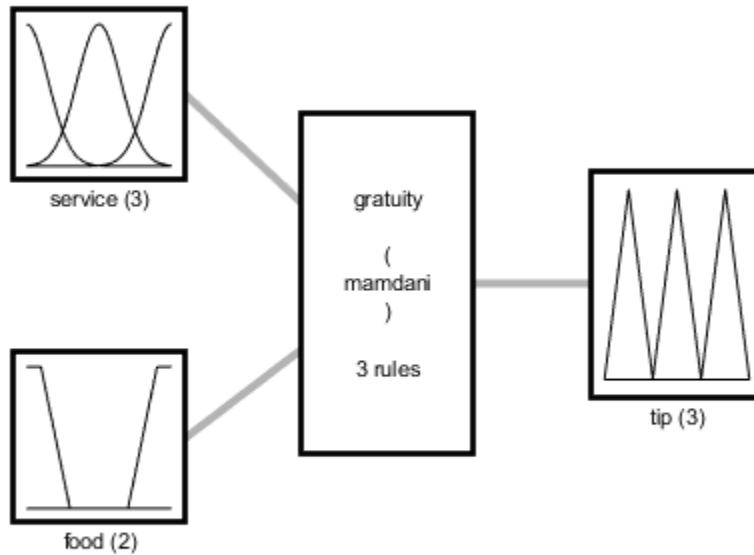 service (3)
food (2)
gratuity
(
mamdani
)
3 rules
tip (3)